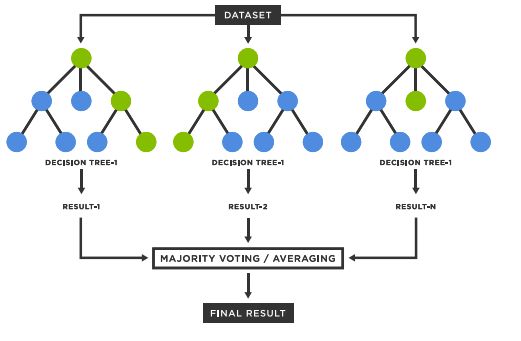 DATASET
DECISION TREE-1
DECISION TREE-1
DECISION TREE-1
RESULT-1
RESULT-2
RESULT-N
MAJORITY VOTING / AVERAGING
FINAL RESULT